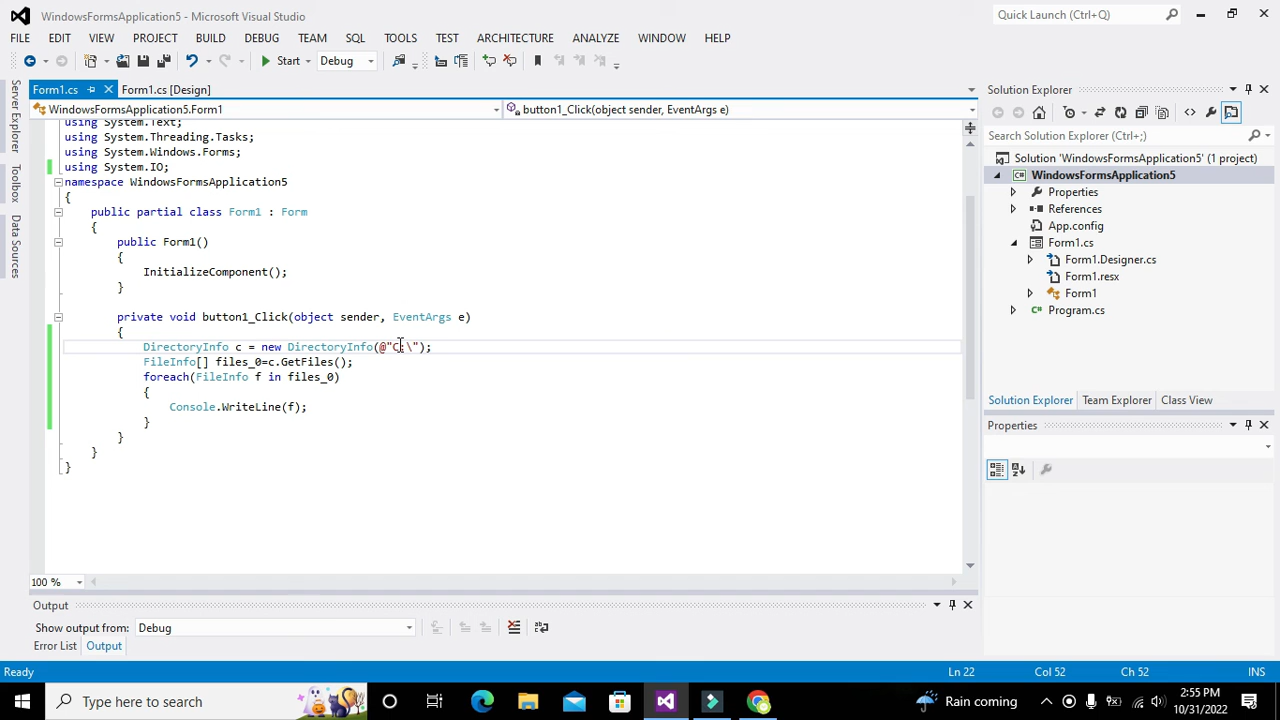 WindowsFormsApplication5 - Microsoft Visual Studio
Quick Launch (Ctrl+Q)
FILE EDIT VIEW PROJECT BUILD DEBUG TEAM SQL TOOLS TEST ARCHITECTURE ANALYZE WINDOW HELP
Start Debug
Form1.cs Form1.cs [Design]
WindowsFormsApplication5.Form1 button1_Click(object sender, EventArgs e)
Server Explorer
Toolbox
Data Sources
using System.Text;
using System.Threading.Tasks;
using System.Windows.Forms;
using System.IO;
namespace WindowsFormsApplication5
{
public partial class Form1 : Form
{
public Form1()
{
InitializeComponent();
}
private void button1_Click(object sender, EventArgs e)
{
DirectoryInfo c = new DirectoryInfo(@"C:\");
FileInfo[] files_0=c.GetFiles();
foreach(FileInfo f in files_0)
{
Console.WriteLine(f);
}
}
}
}
100 %
Output
Show output from: Debug
Error List Output
Solution Explorer
Search Solution Explorer (Ctrl+;)
Solution 'WindowsFormsApplication5' (1 project)
WindowsFormsApplication5
Properties
References
App.config
Form1.cs
Form1.Designer.cs
Form1.resx
Form1
Program.cs
Solution Explorer Team Explorer Class View
Properties
Ready Ln 22 Col 52 Ch 52 INS
Type here to search
Rain coming
2:55 PM
10/31/2022